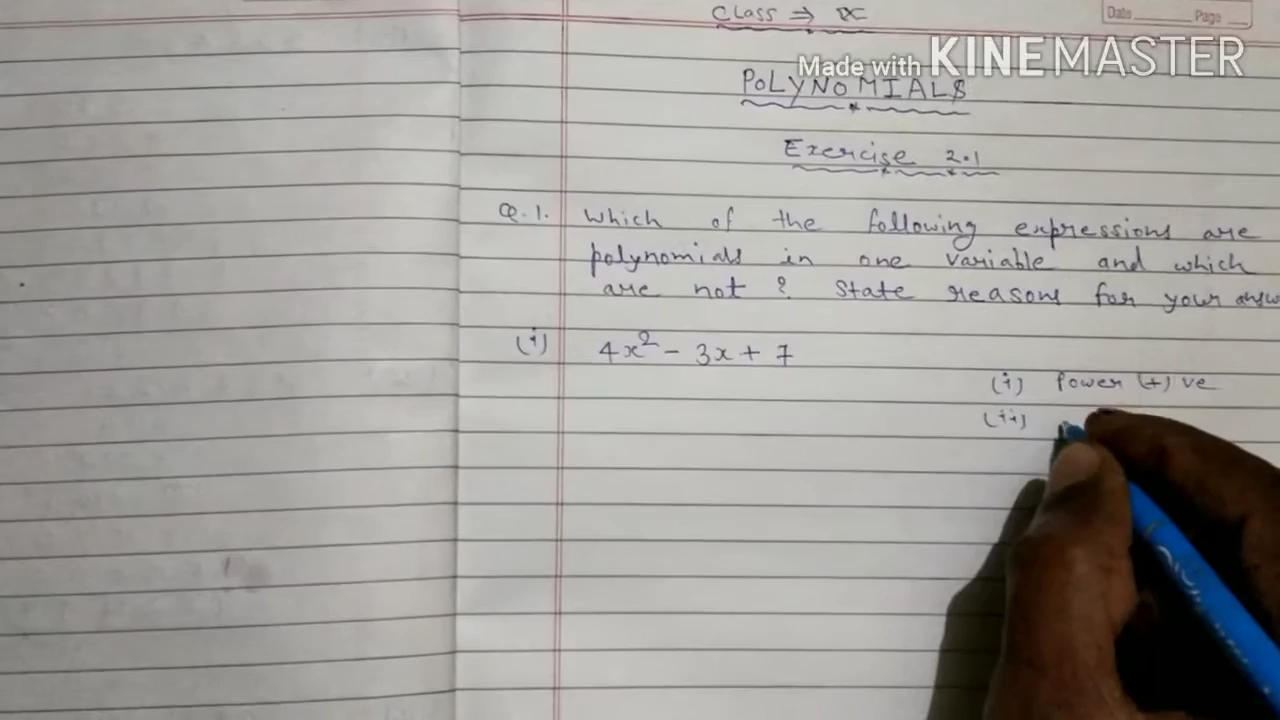 Class ⇒ IX
Date Page
Made with KINEMASTER
POLYNOMIALS
Exercise 2.1
Q.1. Which of the following expressions are
polynomials in one variable and which
are not ? State reasons for your answ
(i) 4x² - 3x + 7
(i) Power (+) ve
(ii)